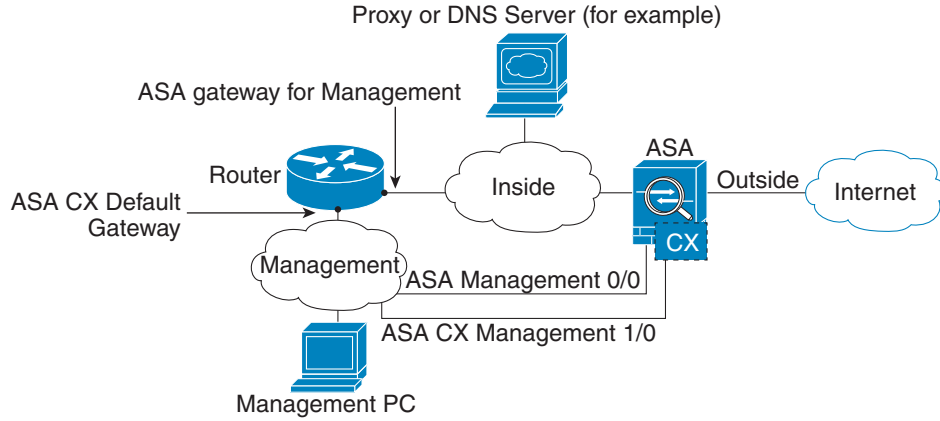 Proxy or DNS Server (for example)
ASA gateway for Management
ASA
Router
Inside
Outside
Internet
ASA CX Default
Gateway
CX
Management
ASA Management 0/0
ASA CX Management 1/0
Management PC